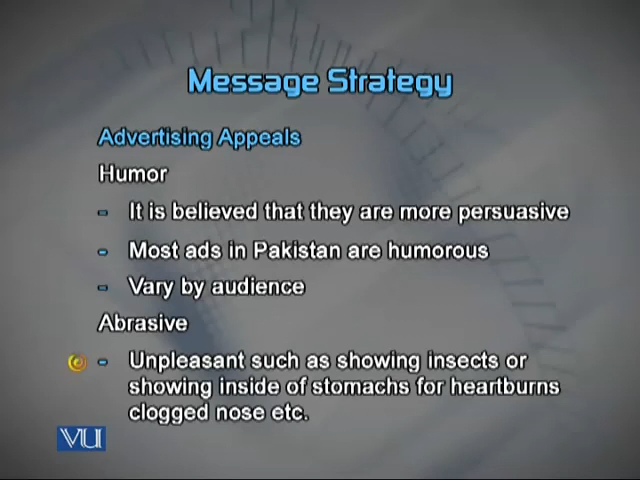 Message Strategy
Advertising Appeals
Humor
- It is believed that they are more persuasive
- Most ads in Pakistan are humorous
- Vary by audience
Abrasive
- Unpleasant such as showing insects or
showing inside of stomachs for heartburns
clogged nose etc.
VU